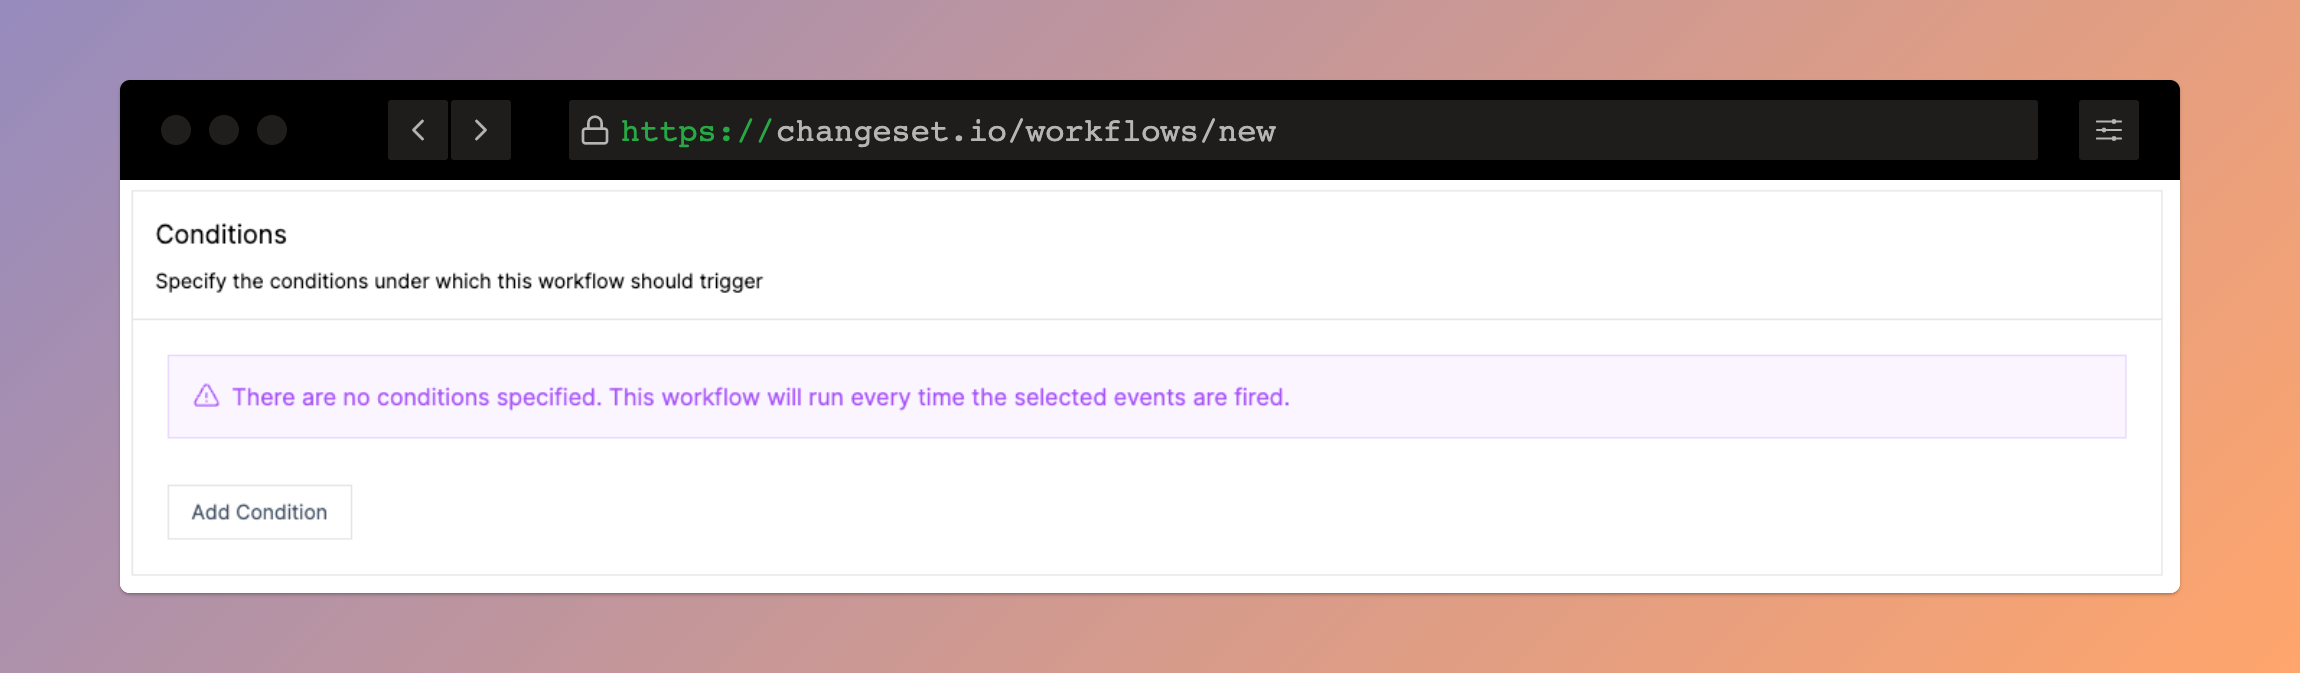 https://changeset.io/workflows/new
Conditions
Specify the conditions under which this workflow should trigger
There are no conditions specified. This workflow will run every time the selected events are fired.
Add Condition